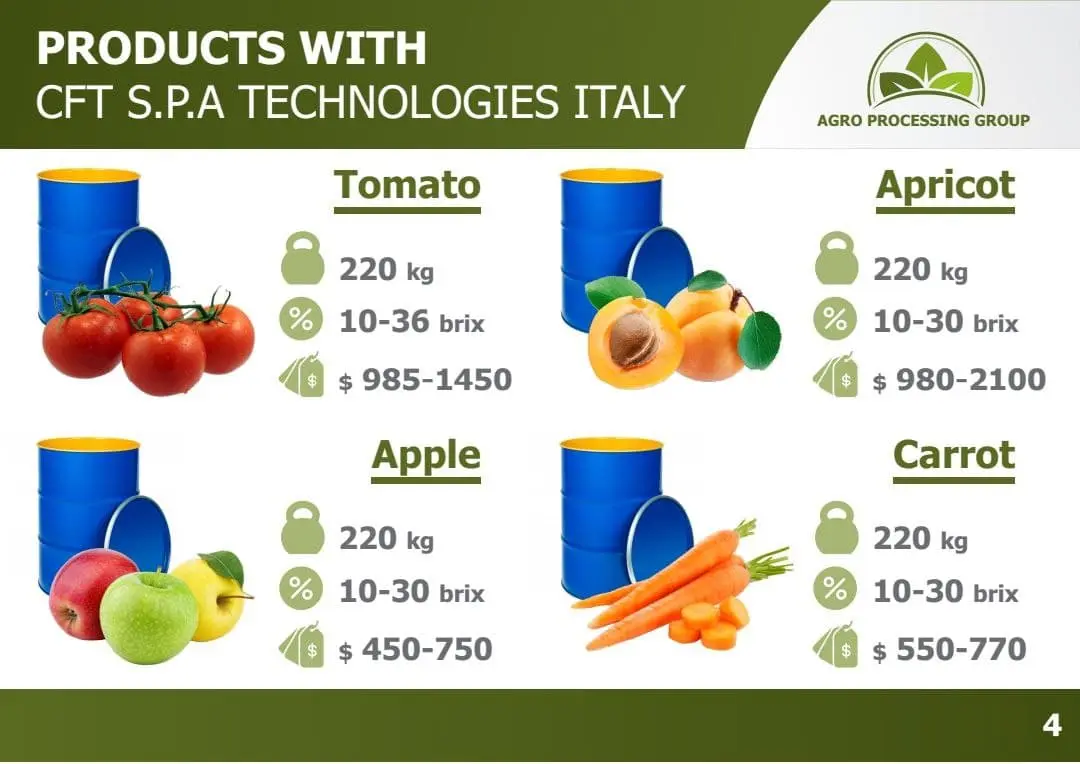 PRODUCTS WITH
CFT S.P.A TECHNOLOGIES ITALY
AGRO PROCESSING GROUP
Tomato
220 kg
% 10-36 brix
$ $ 985-1450
Apricot
220 kg
% 10-30 brix
$ $ 980-2100
Apple
220 kg
% 10-30 brix
$ $ 450-750
Carrot
220 kg
% 10-30 brix
$ $ 550-770
4